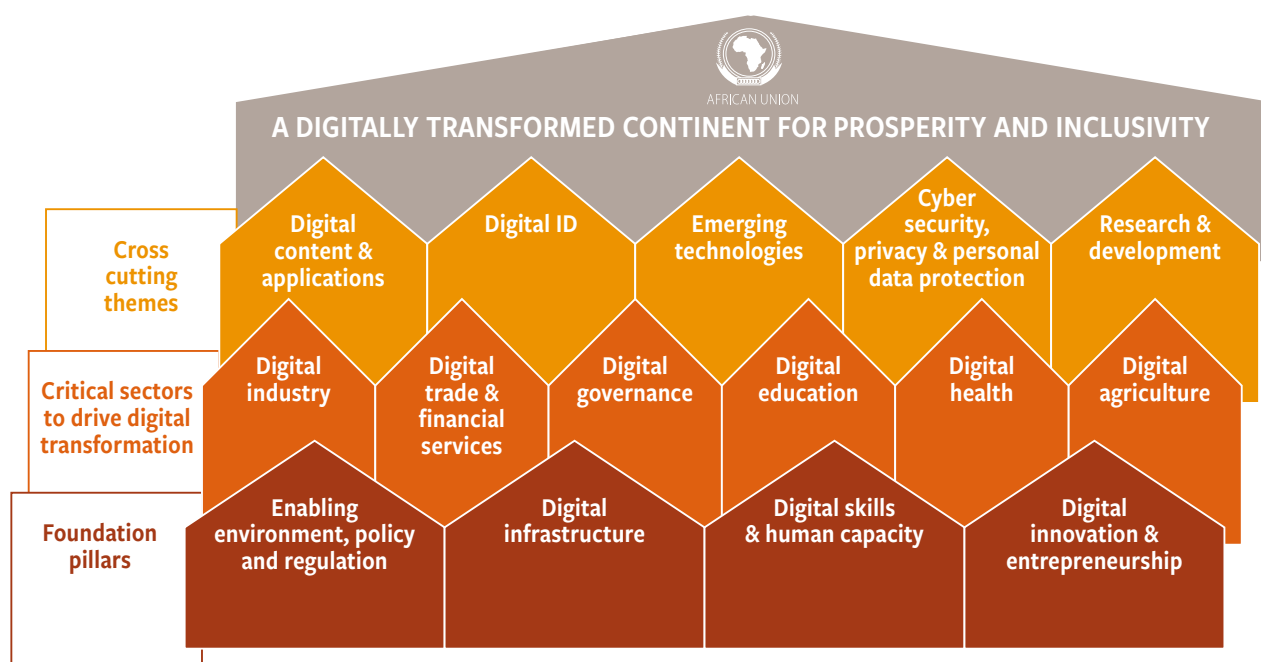 AFRICAN UNION
A DIGITALLY TRANSFORMED CONTINENT FOR PROSPERITY AND INCLUSIVITY
Cross
cutting
themes
Digital
content &
applications
Digital ID
Emerging
technologies
Cyber
security,
privacy & personal
data protection
Research &
development
Critical sectors
to drive digital
transformation
Digital
industry
Digital
trade &
financial
services
Digital
governance
Digital
education
Digital
health
Digital
agriculture
Foundation
pillars
Enabling
environment, policy
and regulation
Digital
infrastructure
Digital skills
& human capacity
Digital
innovation &
entrepreneurship